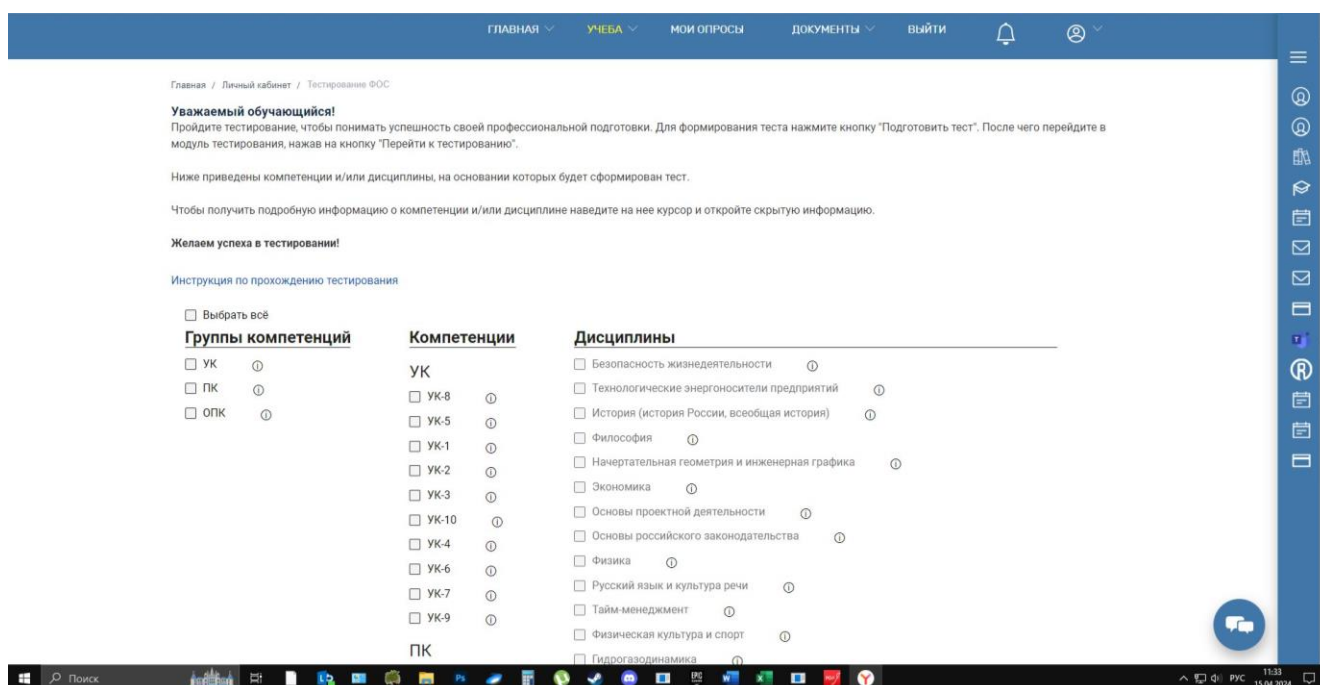 ГЛАВНАЯ УЧЕБА МОИ ОПРОСЫ ДОКУМЕНТЫ ВЫЙТИ
Главная / Личный кабинет / Тестирование ФОС
Уважаемый обучающийся!
Пройдите тестирование, чтобы понимать успешность своей профессиональной подготовки. Для формирования теста нажмите кнопку "Подготовить тест". После чего перейдите в
модуль тестирования, нажав на кнопку "Перейти к тестированию".
Ниже приведены компетенции и/или дисциплины, на основании которых будет сформирован тест.
Чтобы получить подробную информацию о компетенции и/или дисциплине наведите на нее курсор и откройте скрытую информацию.
Желаем успеха в тестировании!
Инструкция по прохождению тестирования
Выбрать всё
Группы компетенций
УК
ПК
ОПК
Компетенции
УК
УК-8
УК-5
УК-1
УК-2
УК-3
УК-10
УК-4
УК-6
УК-7
УК-9
ПК
Дисциплины
Безопасность жизнедеятельности
Технологические энергоносители предприятий
История (история России, всеобщая история)
Философия
Начертательная геометрия и инженерная графика
Экономика
Основы проектной деятельности
Основы российского законодательства
Физика
Русский язык и культура речи
Тайм-менеджмент
Физическая культура и спорт
Гидрогазодинамика
Поиск
РУС
11:33
15.04.2024